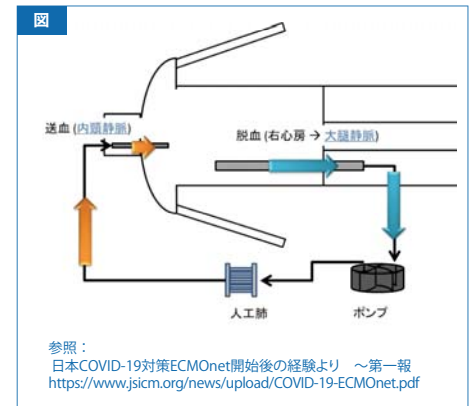 図
送血 (内頸静脈)
脱血 (右心房 → 大腿静脈)
人工肺
ポンプ
参照：
日本COVID-19対策ECMOnet開始後の経験より　～第一報
https://www.jsicm.org/news/upload/COVID-19-ECMOnet.pdf